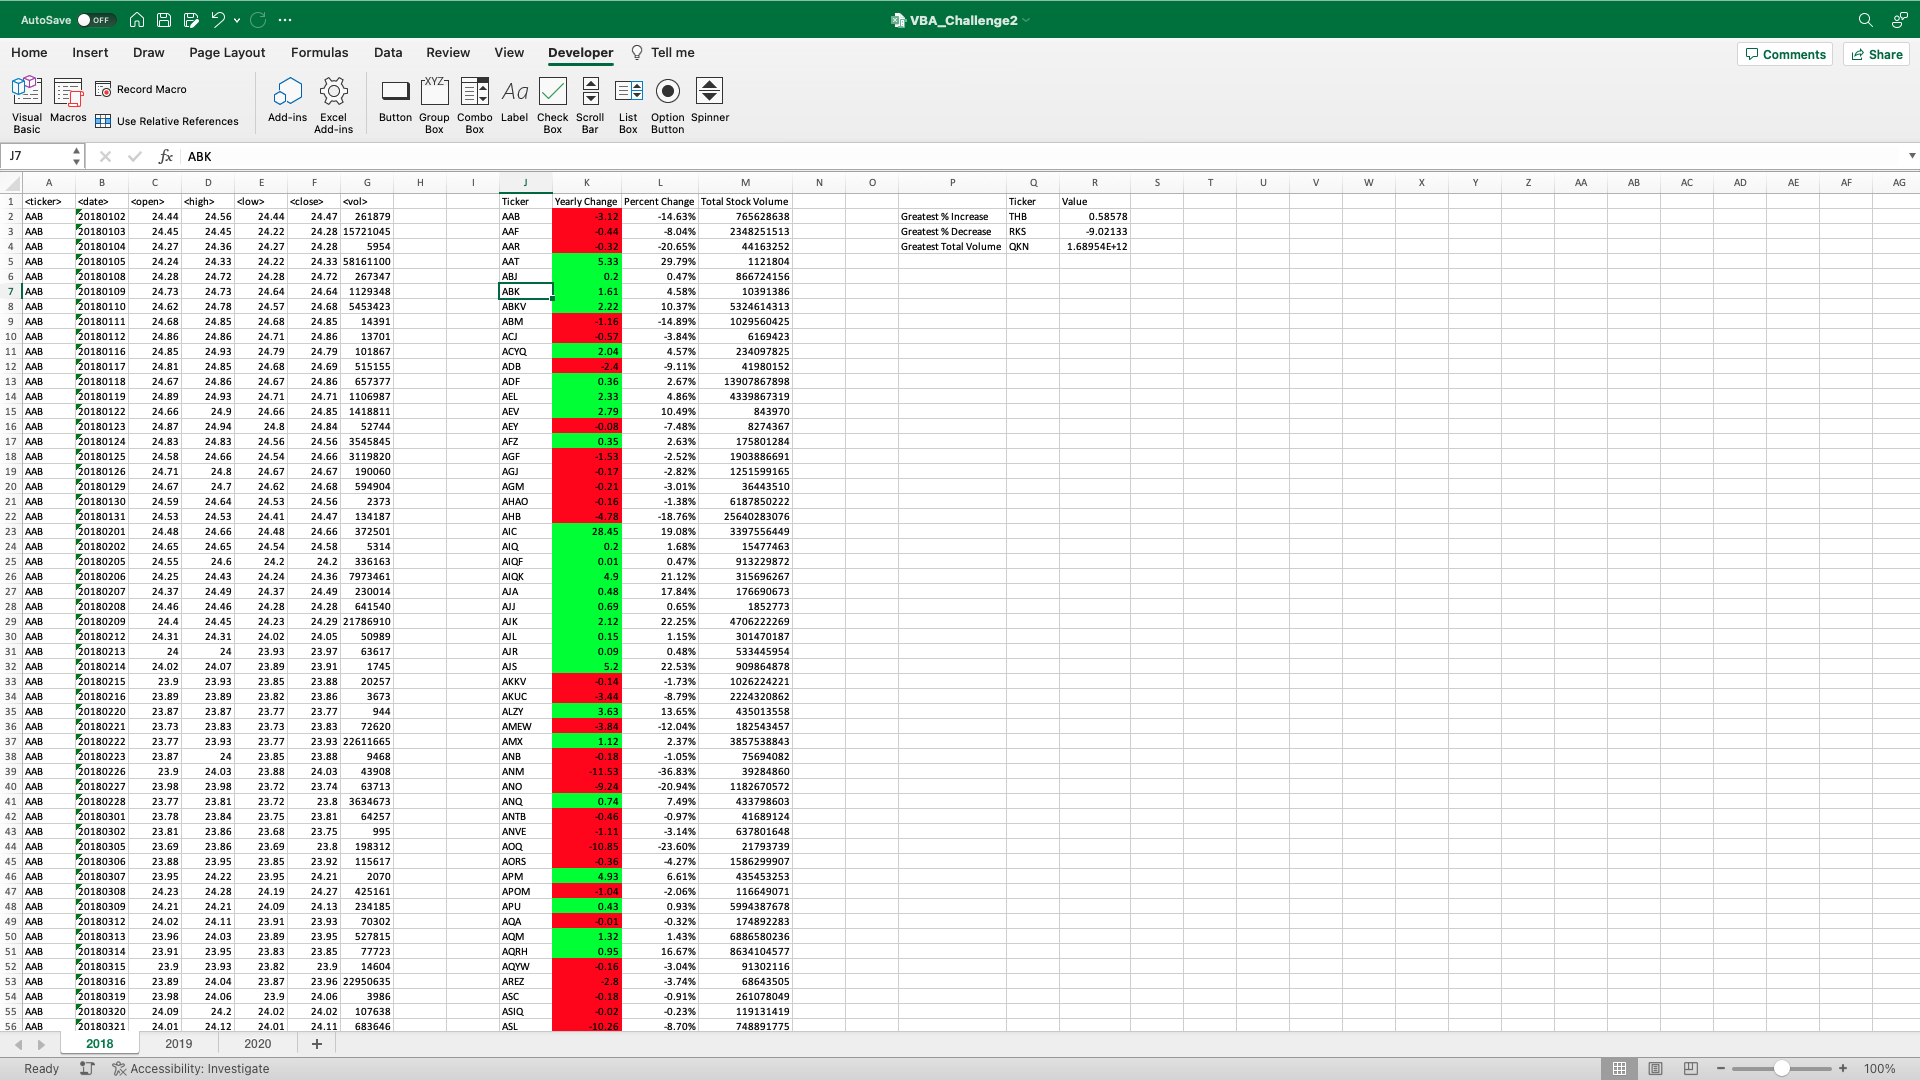 AutoSave OFF VBA_Challenge2
Home Insert Draw Page Layout Formulas Data Review View Developer Tell me Comments Share
Visual Basic Macros Record Macro Use Relative References Add-ins Excel Add-ins Button Group Box Combo Box Label Check Box Scroll Bar List Box Option Button Spinner
J7 fx ABK
A B C D E F G H I J K L M N O P Q R S T U V W X Y Z AA AB AC AD AE AF AG
1 <ticker> <date> <open> <high> <low> <close> <vol> Ticker Yearly Change Percent Change Total Stock Volume Ticker Value
2 AAB 20180102 24.44 24.56 24.44 24.47 261879 AAB -3.12 -14.63% 765628638 Greatest % Increase THB 0.58578
3 AAB 20180103 24.45 24.45 24.22 24.28 15721045 AAF -0.44 -8.04% 2348251513 Greatest % Decrease RKS -9.02133
4 AAB 20180104 24.27 24.36 24.27 24.28 5954 AAR -0.32 -20.65% 44163252 Greatest Total Volume QKN 1.68954E+12
5 AAB 20180105 24.24 24.33 24.22 24.33 58161100 AAT 5.33 29.79% 1121804
6 AAB 20180108 24.28 24.72 24.28 24.72 267347 ABJ 0.2 0.47% 866724156
7 AAB 20180109 24.73 24.73 24.64 24.64 1129348 ABK 1.61 4.58% 10391386
8 AAB 20180110 24.62 24.78 24.57 24.68 5453423 ABKV 2.22 10.37% 5324614313
9 AAB 20180111 24.68 24.85 24.68 24.85 14391 ABM -1.16 -14.89% 1029560425
10 AAB 20180112 24.86 24.86 24.71 24.86 13701 ACJ -0.57 -3.84% 6169423
11 AAB 20180116 24.85 24.93 24.79 24.79 101867 ACYQ 2.04 4.57% 234097825
12 AAB 20180117 24.81 24.85 24.68 24.69 515155 ADB -2.4 -9.11% 41980152
13 AAB 20180118 24.67 24.86 24.67 24.86 657377 ADF 0.36 2.67% 13907867898
14 AAB 20180119 24.89 24.93 24.71 24.71 1106987 AEL 2.33 4.86% 4339867319
15 AAB 20180122 24.66 24.9 24.66 24.85 1418811 AEV 2.79 10.49% 843970
16 AAB 20180123 24.87 24.94 24.8 24.84 52744 AEY -0.08 -7.48% 8274367
17 AAB 20180124 24.83 24.83 24.56 24.56 3545845 AFZ 0.35 2.63% 175801284
18 AAB 20180125 24.58 24.66 24.54 24.66 3119820 AGF -1.53 -2.52% 1903886691
19 AAB 20180126 24.71 24.8 24.67 24.67 190060 AGJ -0.17 -2.82% 1251599165
20 AAB 20180129 24.67 24.7 24.62 24.68 594904 AGM -0.21 -3.01% 36443510
21 AAB 20180130 24.59 24.64 24.53 24.56 2373 AHAO -0.16 -1.38% 6187850222
22 AAB 20180131 24.53 24.53 24.41 24.47 134187 AHB -4.78 -18.76% 25640283076
23 AAB 20180201 24.48 24.66 24.48 24.66 372501 AIC 28.45 19.08% 3397556449
24 AAB 20180202 24.65 24.65 24.54 24.58 5314 AIQ 0.2 1.68% 15477463
25 AAB 20180205 24.55 24.6 24.2 24.2 336163 AIQF 0.01 0.47% 913229872
26 AAB 20180206 24.25 24.43 24.24 24.36 7973461 AIQK 4.9 21.12% 315696267
27 AAB 20180207 24.37 24.49 24.37 24.49 230014 AJA 0.48 17.84% 176690673
28 AAB 20180208 24.46 24.46 24.28 24.28 641540 AJJ 0.69 0.65% 1852773
29 AAB 20180209 24.4 24.45 24.23 24.29 21786910 AJK 2.12 22.25% 4706222269
30 AAB 20180212 24.31 24.31 24.02 24.05 50989 AJL 0.15 1.15% 301470187
31 AAB 20180213 24 24 23.93 23.97 63617 AJR 0.09 0.48% 533445954
32 AAB 20180214 24.02 24.07 23.89 23.91 1745 AJS 5.2 22.53% 909864878
33 AAB 20180215 23.9 23.93 23.85 23.88 20257 AKKV -0.14 -1.73% 1026224221
34 AAB 20180216 23.89 23.89 23.82 23.86 3673 AKUC -3.44 -8.79% 2224320862
35 AAB 20180220 23.87 23.87 23.77 23.77 944 ALZY 3.63 13.65% 435013558
36 AAB 20180221 23.73 23.83 23.73 23.83 72620 AMEW -3.84 -12.04% 182543457
37 AAB 20180222 23.77 23.93 23.77 23.93 22611665 AMX 1.12 2.37% 3857538843
38 AAB 20180223 23.87 24 23.85 23.88 9468 ANB -0.18 -1.05% 75694082
39 AAB 20180226 23.9 24.03 23.88 24.03 43908 ANM -11.53 -36.83% 39284860
40 AAB 20180227 23.98 23.98 23.72 23.74 63713 ANO -9.24 -20.94% 1182670572
41 AAB 20180228 23.77 23.81 23.72 23.8 3634673 ANQ 0.74 7.49% 433798603
42 AAB 20180301 23.78 23.84 23.75 23.81 64257 ANTB -0.46 -0.97% 41689124
43 AAB 20180302 23.81 23.86 23.68 23.75 995 ANVE -1.11 -3.14% 637801648
44 AAB 20180305 23.69 23.86 23.69 23.8 198312 AOQ -10.85 -23.60% 21793739
45 AAB 20180306 23.88 23.95 23.85 23.92 115617 AORS -0.36 -4.27% 1586299907
46 AAB 20180307 23.95 24.22 23.95 24.21 2070 APM 4.93 6.61% 435453253
47 AAB 20180308 24.23 24.28 24.19 24.27 425161 APOM -1.04 -2.06% 116649071
48 AAB 20180309 24.21 24.21 24.09 24.13 234185 APU 0.43 0.93% 5994387678
49 AAB 20180312 24.02 24.11 23.91 23.93 70302 AQA -0.01 -0.32% 174892283
50 AAB 20180313 23.96 24.03 23.89 23.95 527815 AQM 1.32 1.43% 6886580236
51 AAB 20180314 23.91 23.95 23.83 23.85 77723 AQRH 0.95 16.67% 8634104577
52 AAB 20180315 23.9 23.93 23.82 23.9 14604 AQYW -0.16 -3.04% 91302116
53 AAB 20180316 23.89 24.04 23.87 23.96 22950635 AREZ -2.8 -3.74% 68643505
54 AAB 20180319 23.98 24.06 23.9 24.06 3986 ASC -0.18 -0.91% 261078049
55 AAB 20180320 24.09 24.2 24.02 24.02 107638 ASIQ -0.02 -0.23% 119131419
56 AAB 20180321 24.01 24.12 24.01 24.11 683646 ASL -10.26 -8.70% 748891775
2018 2019 2020 +
Ready Accessibility: Investigate 100%